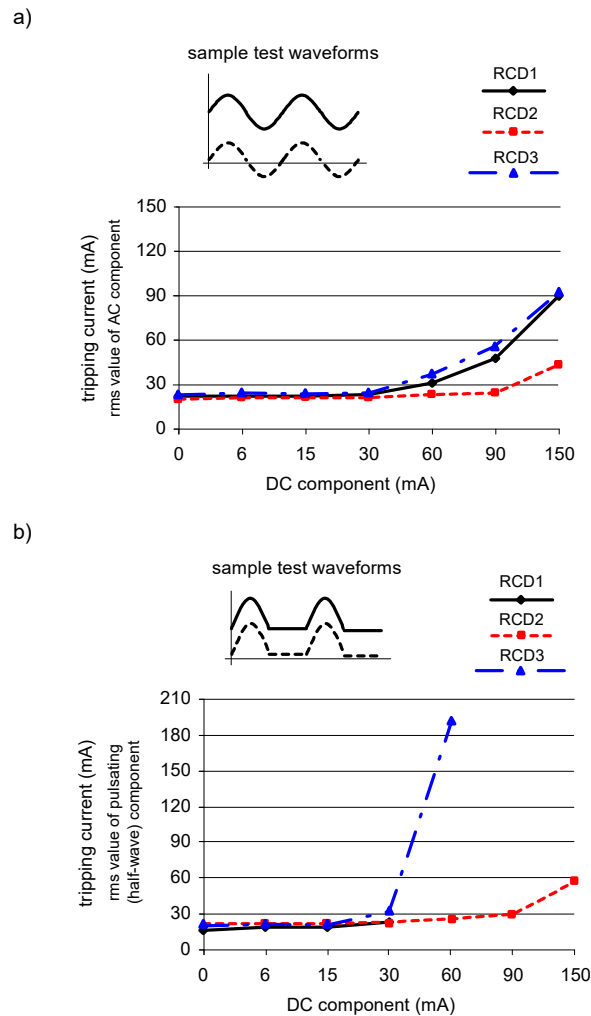 a)
sample test waveforms
RCD1
RCD2
RCD3
tripping current (mA)
rms value of AC component
150
120
90
60
30
0
0 6 15 30 60 90 150
DC component (mA)
b)
sample test waveforms
RCD1
RCD2
RCD3
tripping current (mA)
rms value of pulsating
(half-wave) component
210
180
150
120
90
60
30
0
0 6 15 30 60 90 150
DC component (mA)